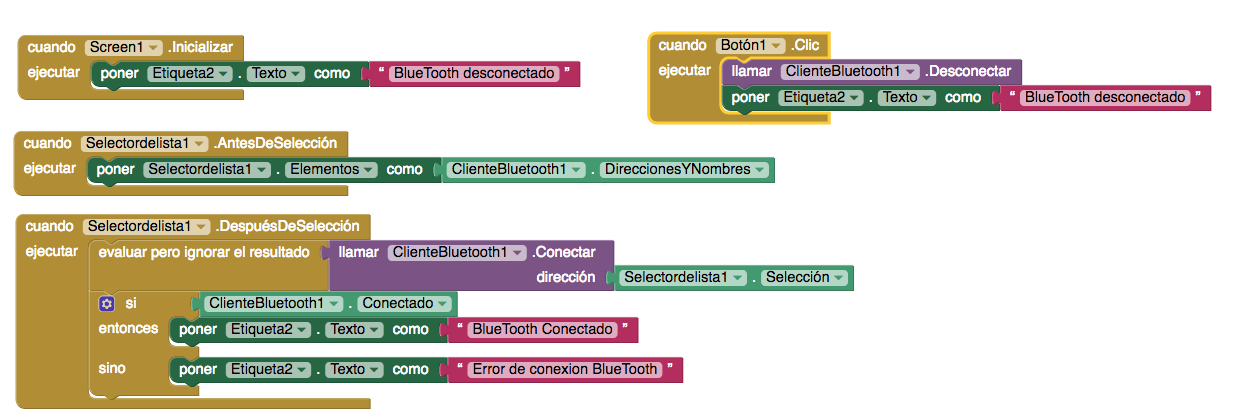 cuando Screen1 .Inicializar
ejecutar poner Etiqueta2 . Texto como “ BlueTooth desconectado ”
cuando Botón1 .Clic
ejecutar llamar ClienteBluetooth1 .Desconectar
poner Etiqueta2 . Texto como “ BlueTooth desconectado ”
cuando Selectordelista1 .AntesDeSelección
ejecutar poner Selectordelista1 . Elementos como ClienteBluetooth1 . DireccionesYNombres
cuando Selectordelista1 .DespuésDeSelección
ejecutar evaluar pero ignorar el resultado llamar ClienteBluetooth1 .Conectar
dirección Selectordelista1 . Selección
si ClienteBluetooth1 . Conectado
entonces poner Etiqueta2 . Texto como “ BlueTooth Conectado ”
sino poner Etiqueta2 . Texto como “ Error de conexion BlueTooth ”